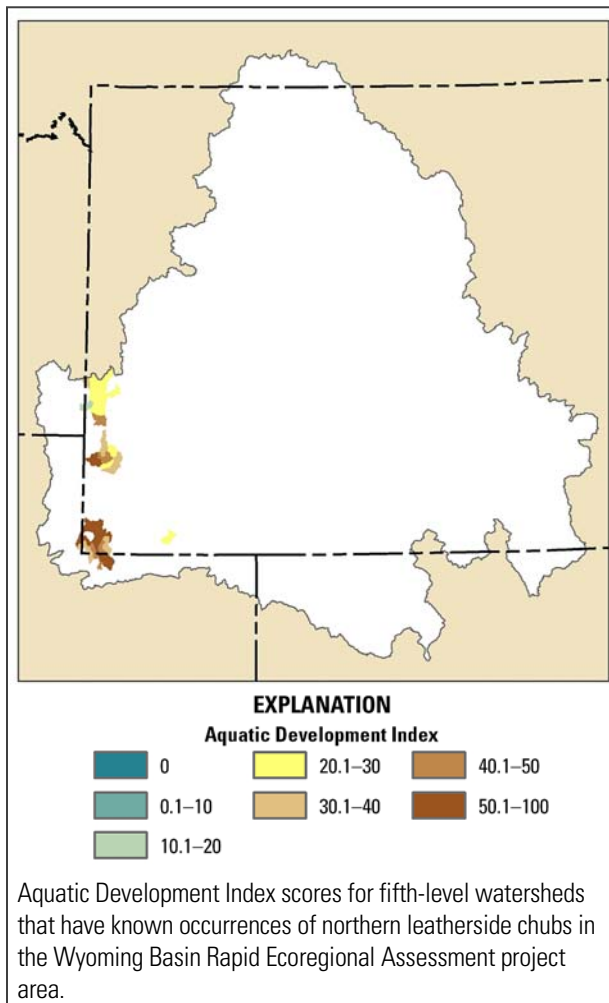 EXPLANATION
Aquatic Development Index
0
20.1–30
40.1–50
0.1–10
30.1–40
50.1–100
10.1–20
Aquatic Development Index scores for fifth-level watersheds
that have known occurrences of northern leatherside chubs in
the Wyoming Basin Rapid Ecoregional Assessment project
area.